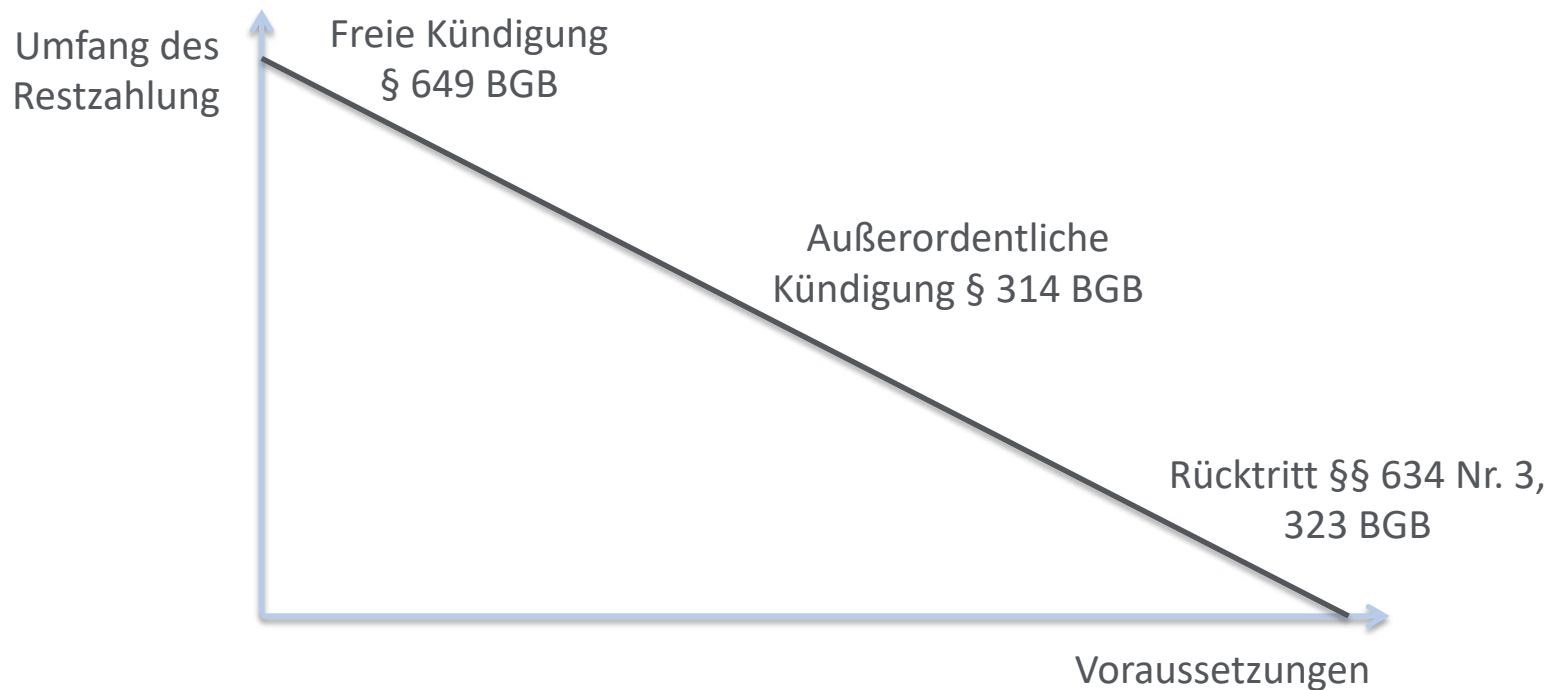 Umfang des
Restzahlung
Freie Kündigung
§ 649 BGB
Außerordentliche
Kündigung § 314 BGB
Rücktritt §§ 634 Nr. 3,
323 BGB
Voraussetzungen